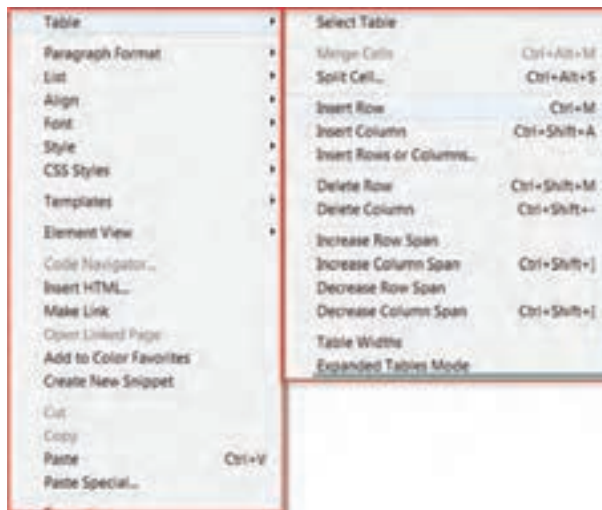 Table
Paragraph Format
List
Align
Font
Style
CSS Styles
Templates
Element View
Code Navigator...
Insert HTML...
Make Link
Open Linked Page
Add to Color Favorites
Create New Snippet
Cut
Copy
Paste Ctrl+V
Paste Special...
Select Table
Merge Cells Ctrl+Alt+M
Split Cell... Ctrl+Alt+S
Insert Row Ctrl+M
Insert Column Ctrl+Shift+A
Insert Rows or Columns...
Delete Row Ctrl+Shift+M
Delete Column Ctrl+Shift+-
Increase Row Span
Increase Column Span Ctrl+Shift+]
Decrease Row Span
Decrease Column Span Ctrl+Shift+[
Table Widths
Expanded Tables Mode